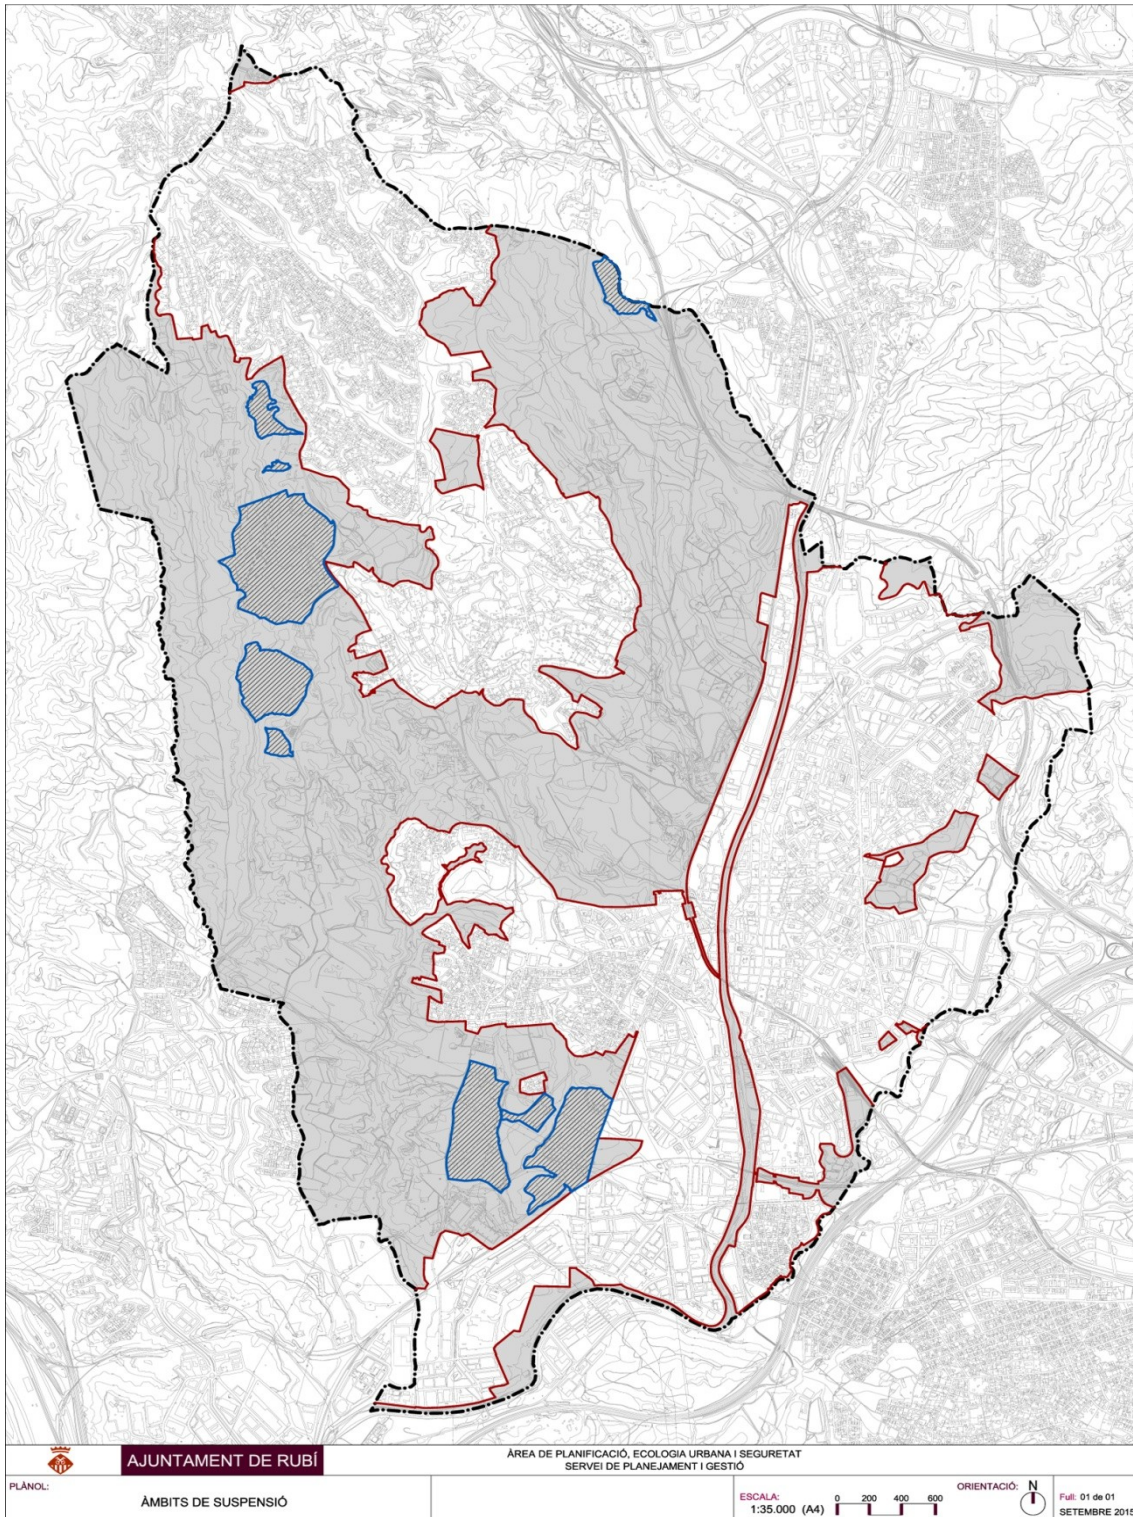 AJUNTAMENT DE RUBÍ
ÀREA DE PLANIFICACIÓ, ECOLOGIA URBANA I SEGURETAT
SERVEI DE PLANEJAMENT I GESTIÓ
PLÀNOL:
ÀMBITS DE SUSPENSIÓ
ESCALA:
1:35.000 (A4)
0 200 400 600
ORIENTACIÓ:
N
Full: 01 de 01
SETEMBRE 2015